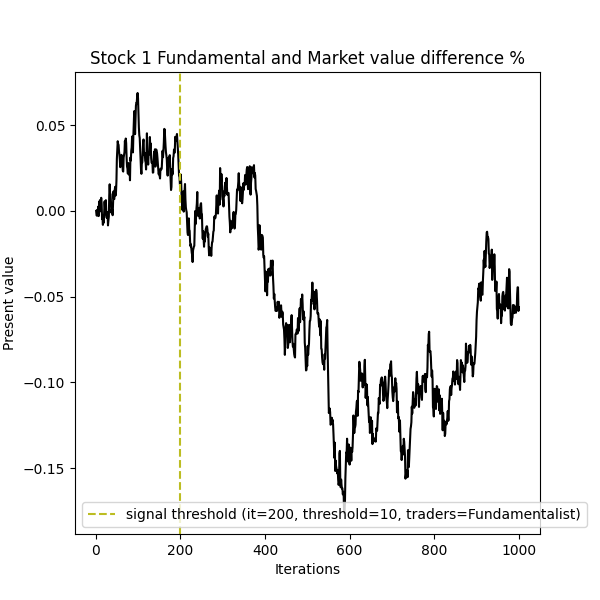 Stock 1 Fundamental and Market value difference %
Present value
0.05
0.00
−0.05
−0.10
−0.15
signal threshold (it=200, threshold=10, traders=Fundamentalist)
0 200 400 600 800 1000
Iterations